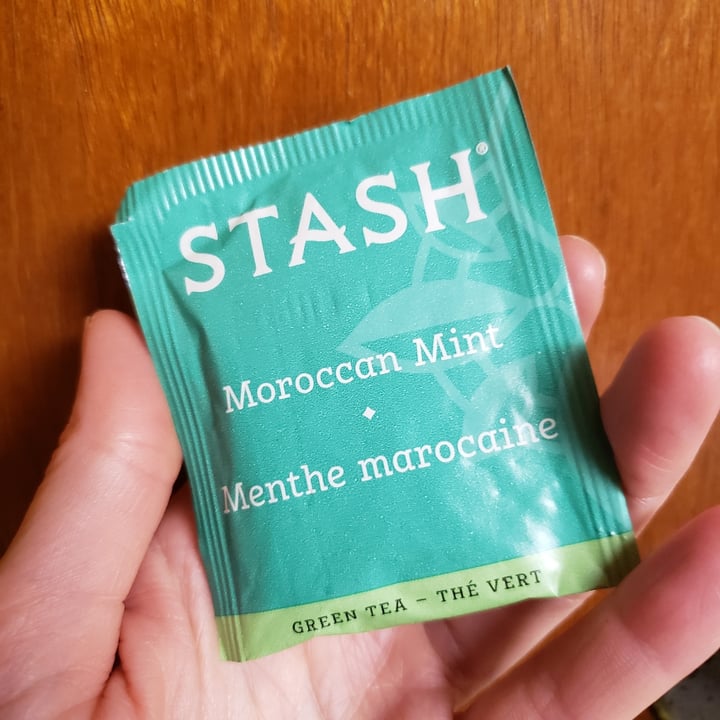 STASH®
Moroccan Mint
◆
Menthe marocaine
GREEN TEA – THÉ VERT